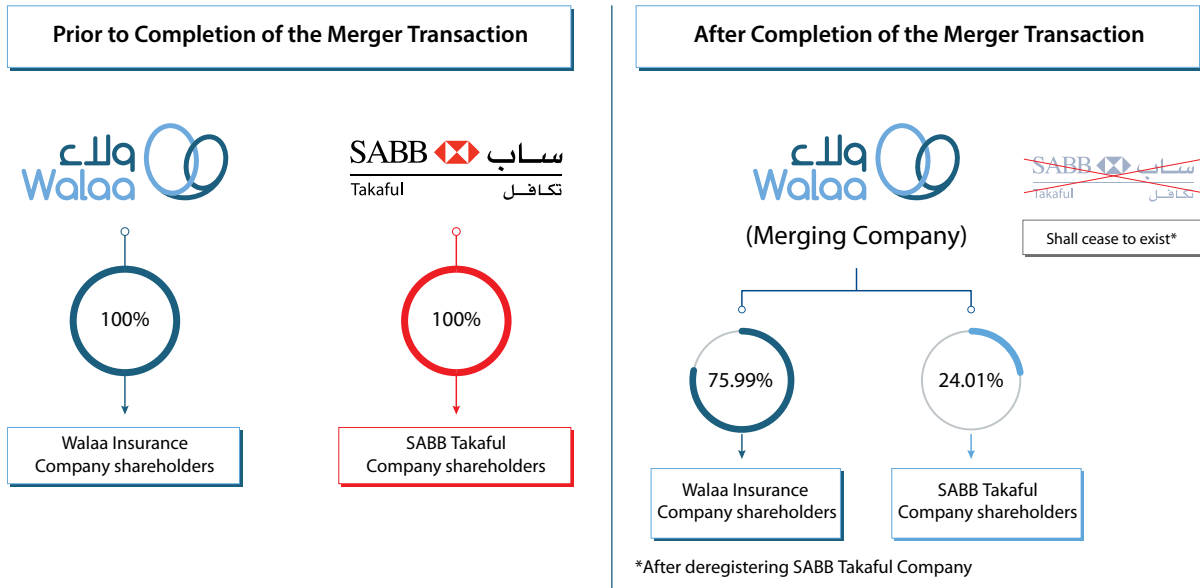 Prior to Completion of the Merger Transaction
ولاء
Walaa
SABB ساب
Takaful تكافل
100%
100%
Walaa Insurance
Company shareholders
SABB Takaful
Company shareholders
After Completion of the Merger Transaction
ولاء
Walaa
SABB ساب
Takaful تكافل
(Merging Company)
Shall cease to exist*
75.99%
24.01%
Walaa Insurance
Company shareholders
SABB Takaful
Company shareholders
*After deregistering SABB Takaful Company